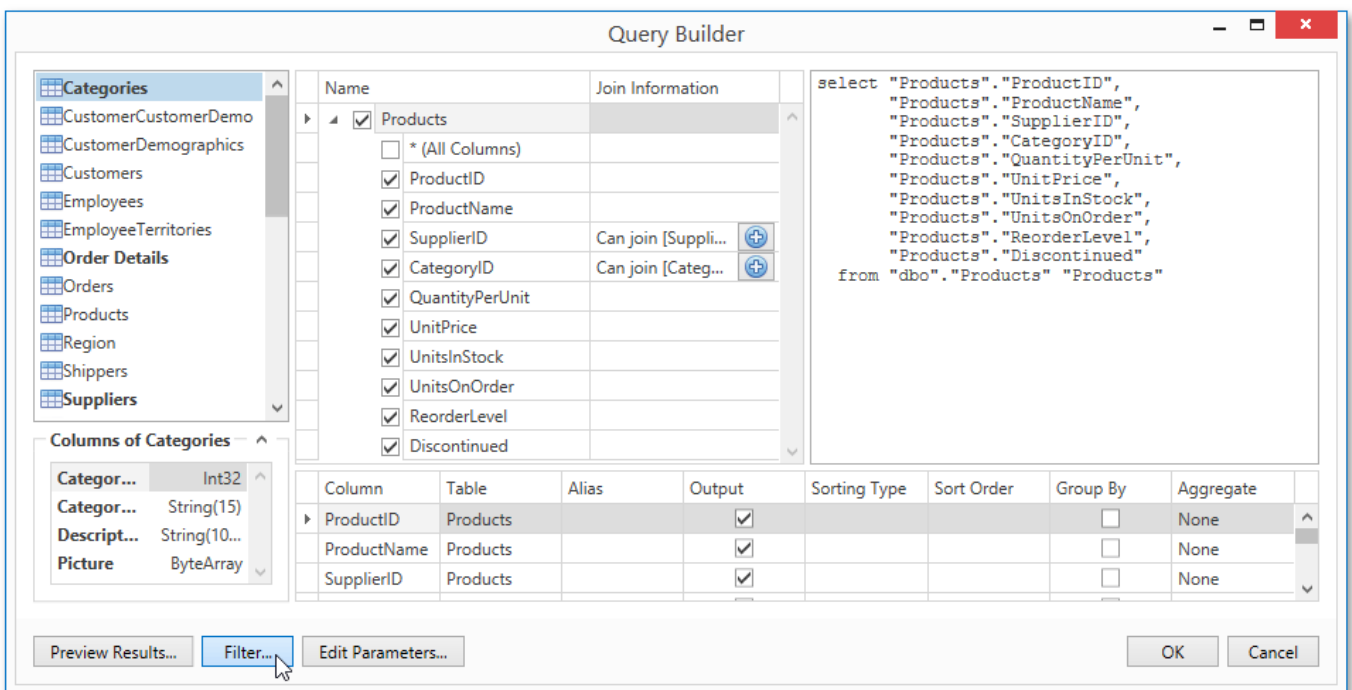 Query Builder
Categories
CustomerCustomerDemo
CustomerDemographics
Customers
Employees
EmployeeTerritories
Order Details
Orders
Products
Region
Shippers
Suppliers
Columns of Categories
Categor... Int32
Categor... String(15)
Descript... String(10...
Picture ByteArray
Name Join Information
Products
* (All Columns)
ProductID
ProductName
SupplierID Can join [Suppli...
CategoryID Can join [Categ...
QuantityPerUnit
UnitPrice
UnitsInStock
UnitsOnOrder
ReorderLevel
Discontinued
select "Products"."ProductID",
"Products"."ProductName",
"Products"."SupplierID",
"Products"."CategoryID",
"Products"."QuantityPerUnit",
"Products"."UnitPrice",
"Products"."UnitsInStock",
"Products"."UnitsOnOrder",
"Products"."ReorderLevel",
"Products"."Discontinued"
from "dbo"."Products" "Products"
Column Table Alias Output Sorting Type Sort Order Group By Aggregate
ProductID Products None
ProductName Products None
SupplierID Products None
Preview Results... Filter... Edit Parameters... OK Cancel